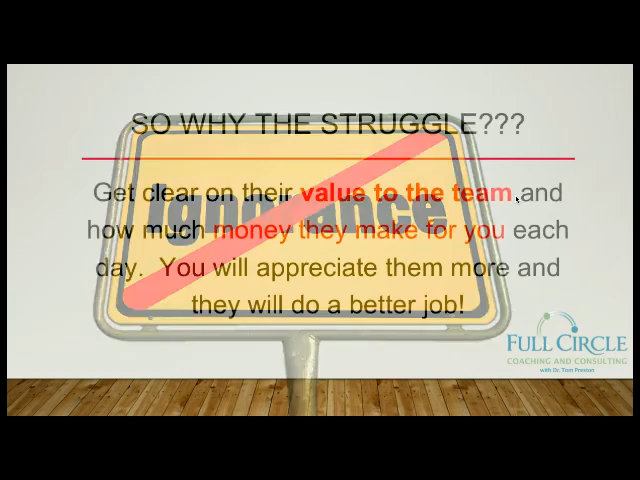 SO WHY THE STRUGGLE???
Get clear on their value to the team and
how much money they make for you each
day. You will appreciate them more and
they will do a better job!
Ignorance
FULL CIRCLE
COACHING AND CONSULTING
with Dr. Tom Preston